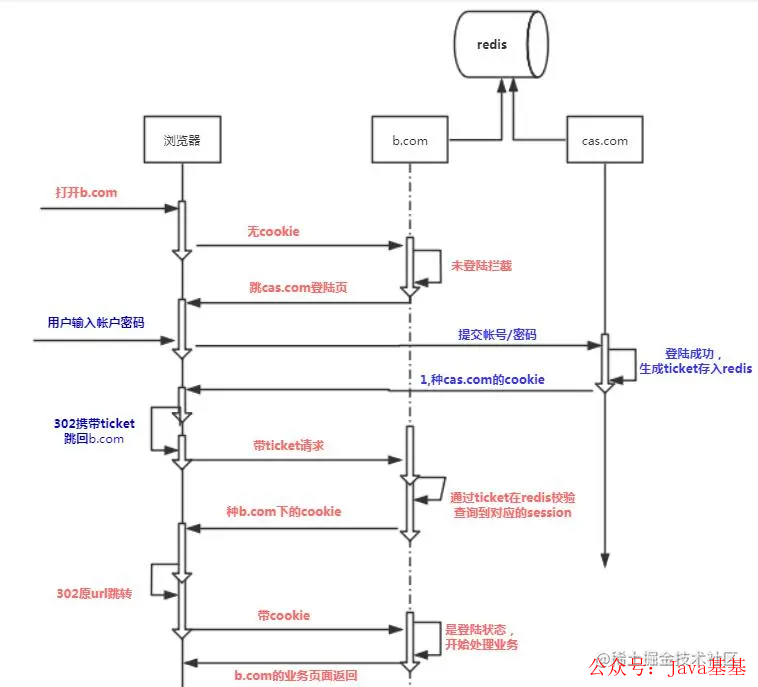 redis
浏览器
b.com
cas.com
打开b.com
无cookie
未登陆拦截
跳cas.com登陆页
用户输入帐户密码
提交帐号/密码
登陆成功，
生成ticket存入redis
1,种cas.com的cookie
302携带ticket
跳回b.com
带ticket请求
通过ticket在redis校验
查询到对应的session
种b.com下的cookie
302原url跳转
带cookie
是登陆状态，
开始处理业务
b.com的业务页面返回
@稀土掘金技术社区
公众号：java基基